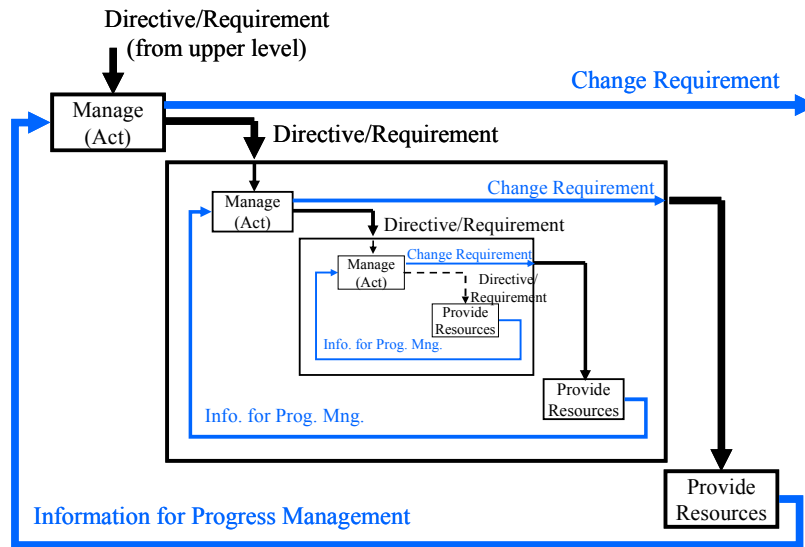 Directive/Requirement
(from upper level)
Change Requirement
Manage
(Act)
Directive/Requirement
Change Requirement
Manage
(Act)
Directive/Requirement
Change Requirement
Manage
(Act)
Directive/
Requirement
Provide
Resources
Info. for Prog. Mng.
Provide
Resources
Info. for Prog. Mng.
Provide
Resources
Information for Progress Management